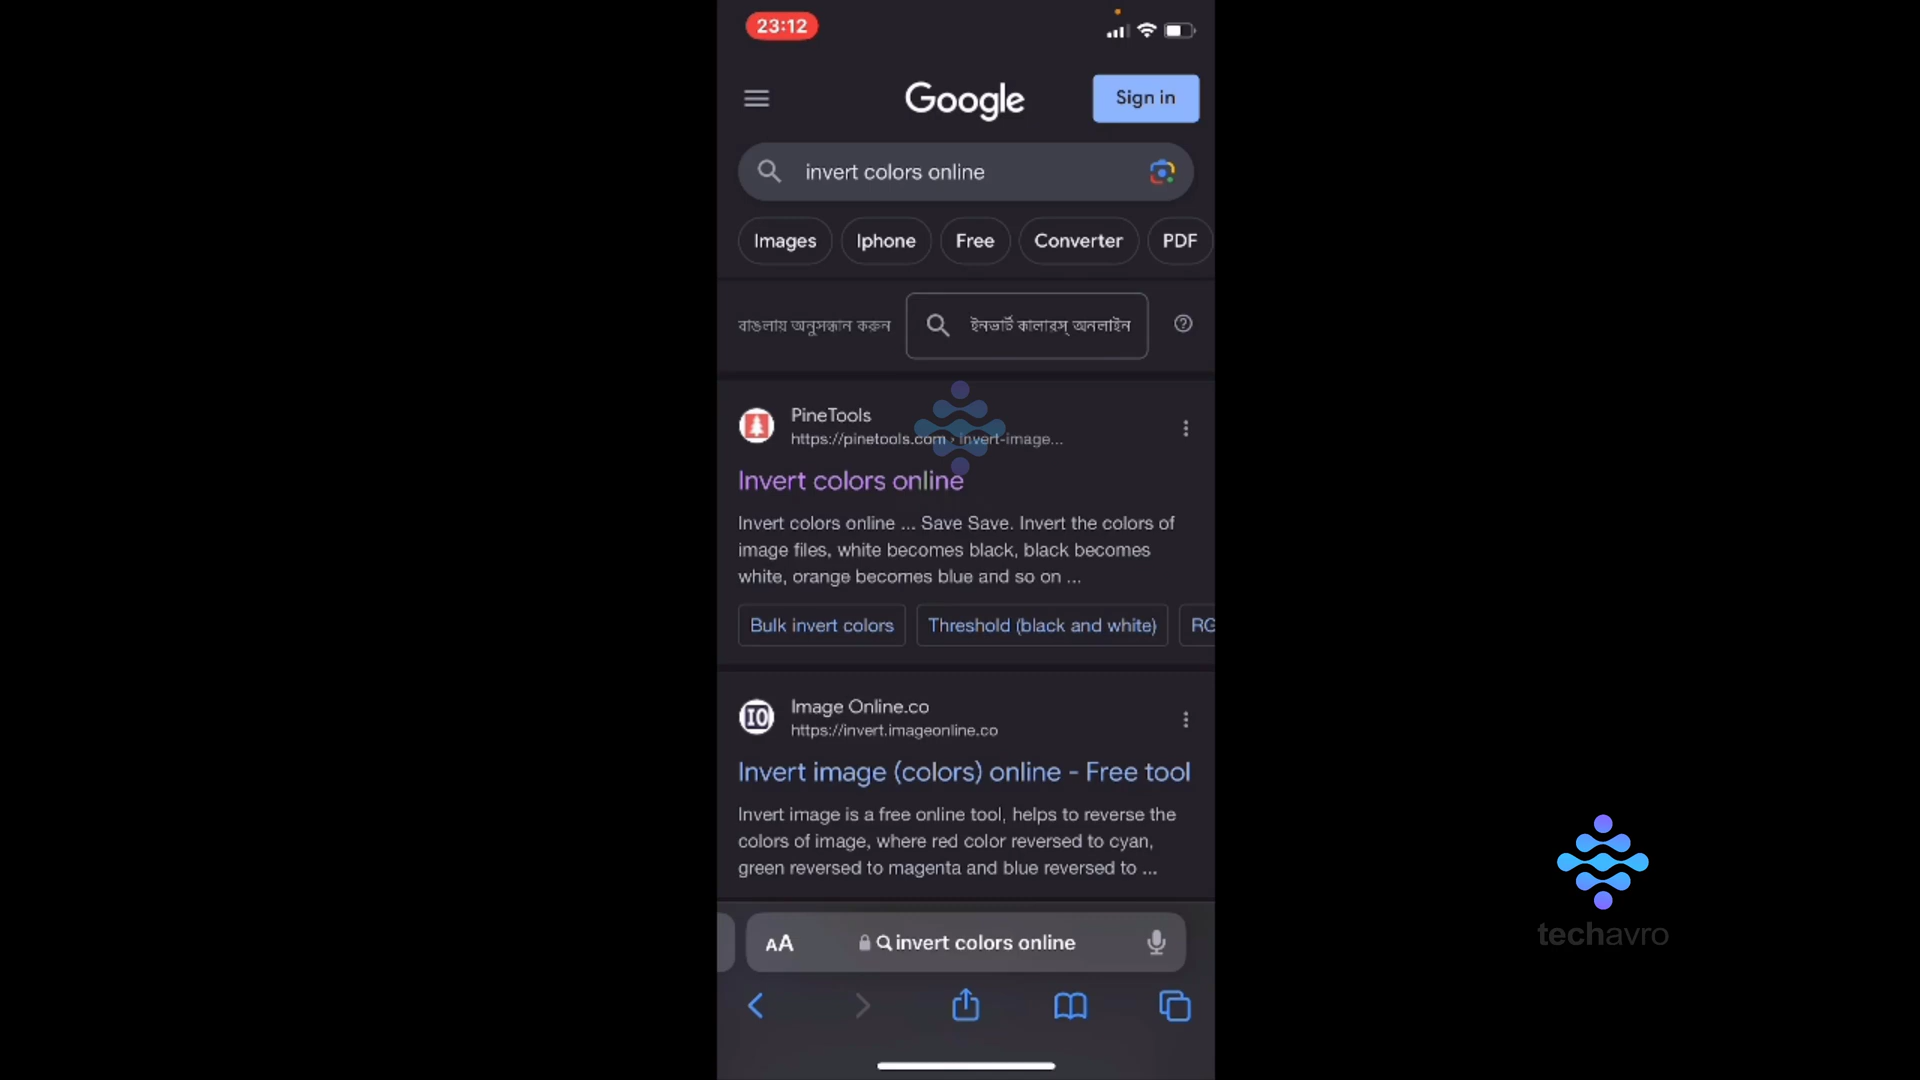 23:12
Google
Sign in
invert colors online
Images
Iphone
Free
Converter
PDF
বাঙলায় অনুসন্ধান করুন
ইনভার্ট কালারস্ অনলাইন
PineTools
https://pinetools.com › invert-image...
Invert colors online
Invert colors online ... Save Save. Invert the colors of
image files, white becomes black, black becomes
white, orange becomes blue and so on ...
Bulk invert colors
Threshold (black and white)
RG
IO
Image Online.co
https://invert.imageonline.co
Invert image (colors) online - Free tool
Invert image is a free online tool, helps to reverse the
colors of image, where red color reversed to cyan,
green reversed to magenta and blue reversed to ...
AA
invert colors online
techavro